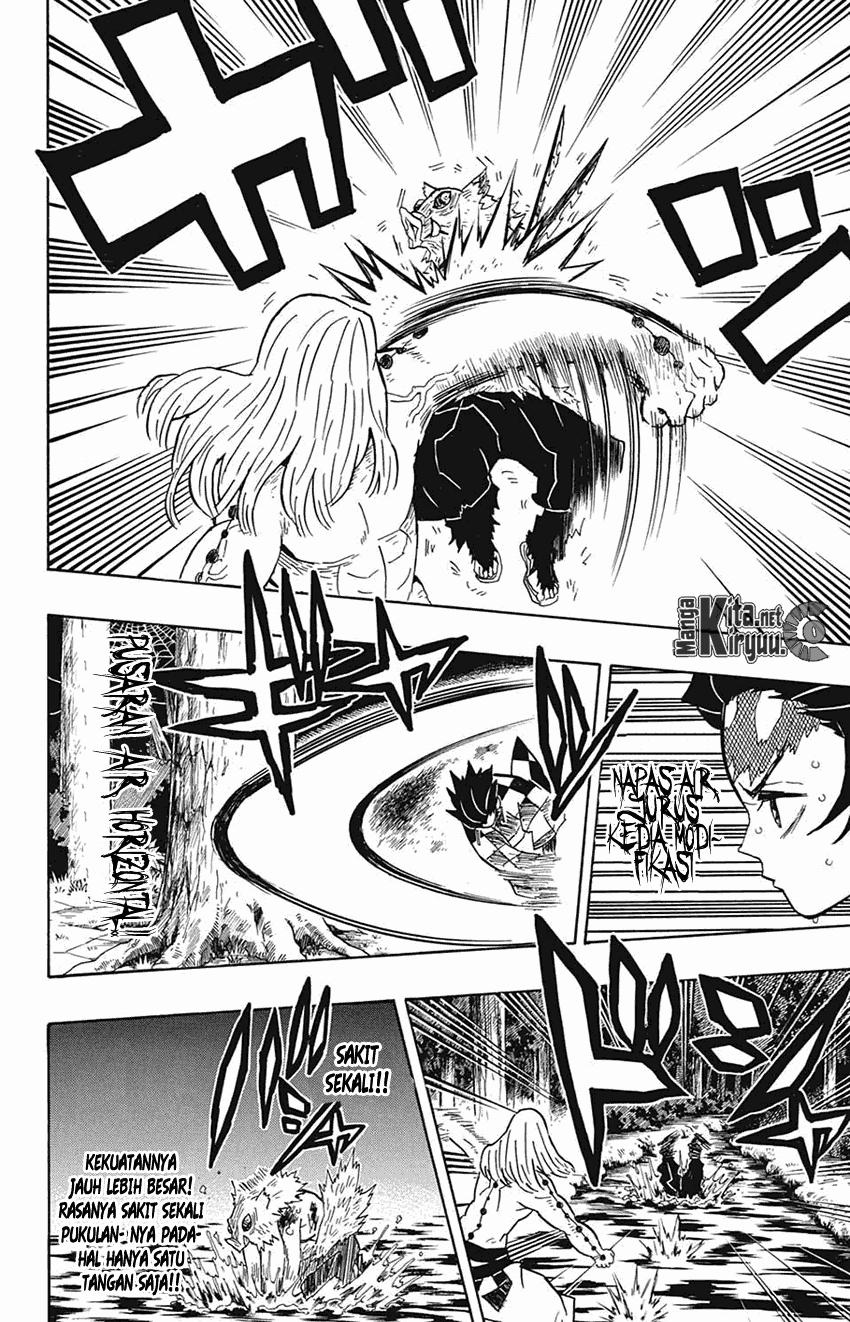 Manga
Kita.net
Kiryuu.CO
NAPAS AIR
JURUS
KEDUA MODI-
FIKASI
PUSARAN AIR HORIZONTAL
SAKIT
SEKALI!!
KEKUATANNYA
JAUH LEBIH BESAR!
RASANYA SAKIT SEKALI
PUKULAN- NYA PADA-
HAL HANYA SATU
TANGAN SAJA!!